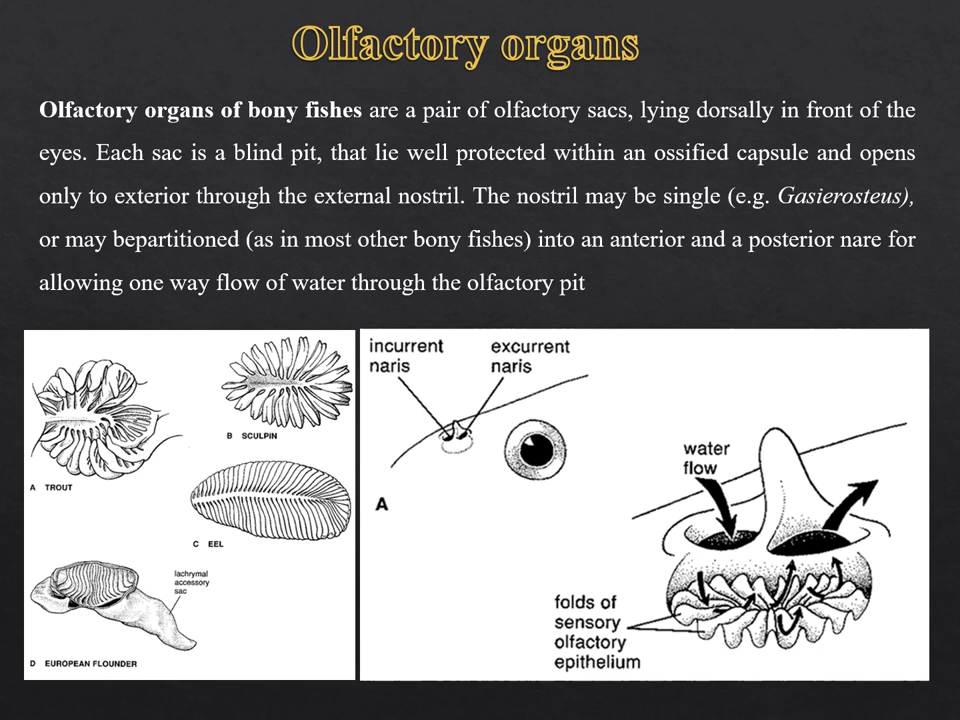 Olfactory organs
Olfactory organs of bony fishes are a pair of olfactory sacs, lying dorsally in front of the
eyes. Each sac is a blind pit, that lie well protected within an ossified capsule and opens
only to exterior through the external nostril. The nostril may be single (e.g. Gasierosteus),
or may bepartitioned (as in most other bony fishes) into an anterior and a posterior nare for
allowing one way flow of water through the olfactory pit
A TROUT
B SCULPIN
C EEL
lachrymal
accessory
sac
D EUROPEAN FLOUNDER
incurrent
naris
excurrent
naris
A
water
flow
folds of
sensory
olfactory
epithelium